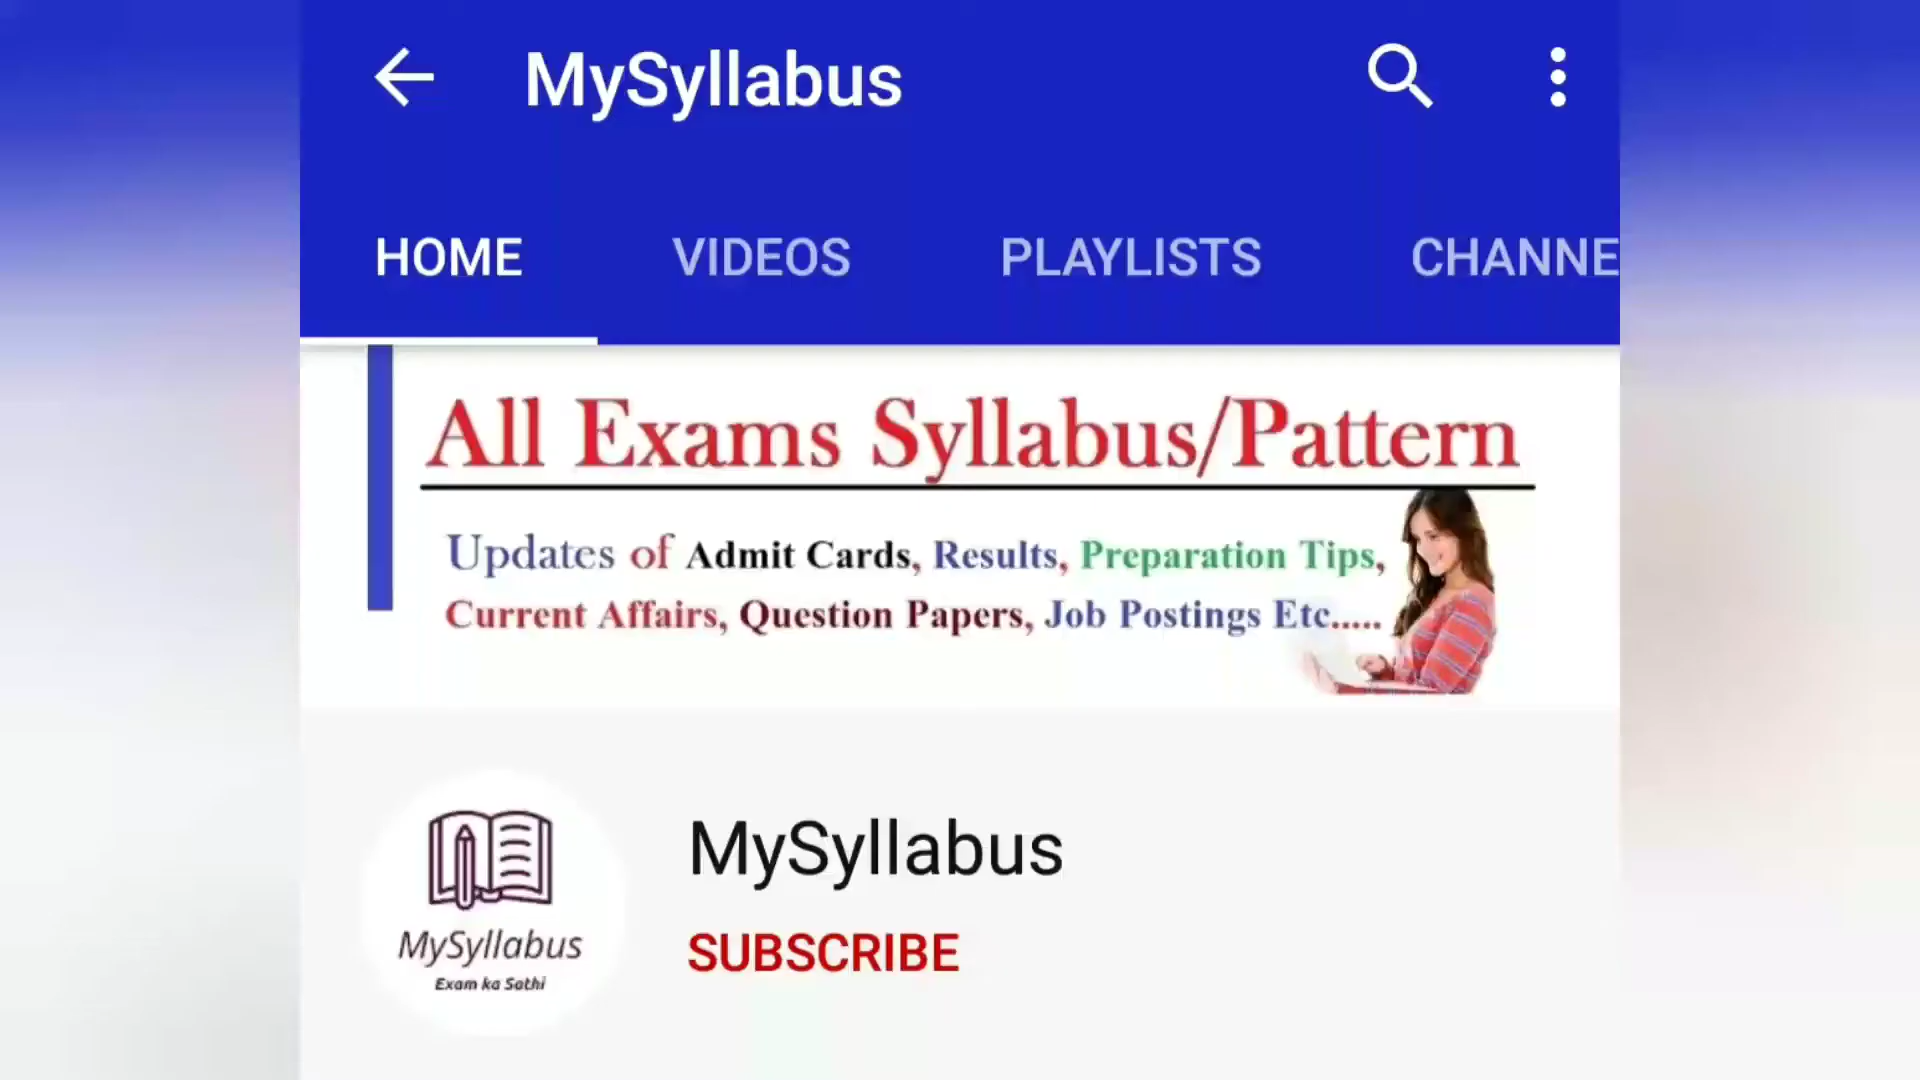 MySyllabus
HOME VIDEOS PLAYLISTS CHANNE
All Exams Syllabus/Pattern
Updates of Admit Cards, Results, Preparation Tips,
Current Affairs, Question Papers, Job Postings Etc.....
MySyllabus
SUBSCRIBE
MySyllabus
Exam ka Sathi